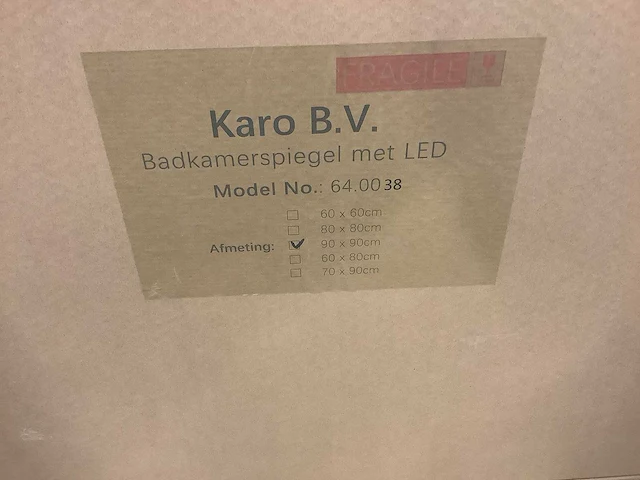 FRAGILE
Karo B.V.
Badkamerspiegel met LED
Model No.: 64.0038
60 x 60cm
80 x 80cm
Afmeting: 90 x 90cm
60 x 80cm
70 x 90cm